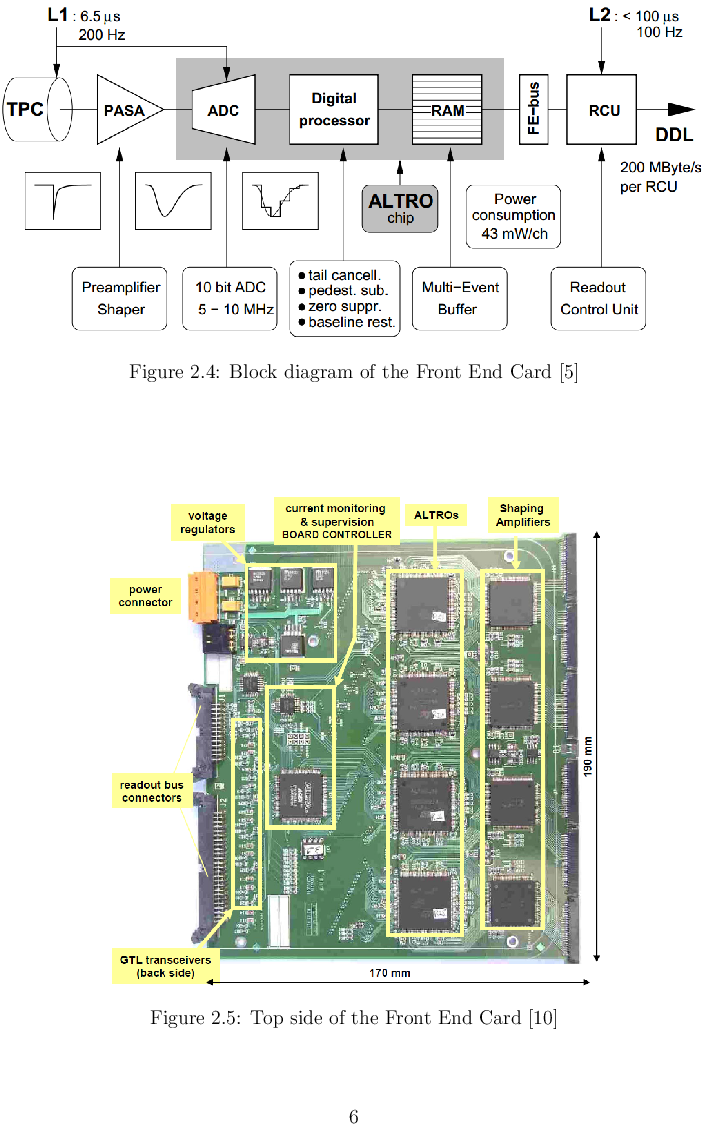 L1 : 6.5 µs
200 Hz
L2 : < 100 µs
100 Hz
TPC
PASA
ADC
Digital
processor
RAM
FE−bus
RCU
DDL
200 MByte/s
per RCU
ALTRO
chip
Power
consumption
43 mW/ch
Preamplifier
Shaper
10 bit ADC
5 − 10 MHz
● tail cancell.
● pedest. sub.
● zero suppr.
● baseline rest.
Multi−Event
Buffer
Readout
Control Unit
Figure 2.4: Block diagram of the Front End Card [5]
voltage
regulators
current monitoring
& supervision
BOARD CONTROLLER
ALTROs
Shaping
Amplifiers
power
connector
readout bus
connectors
J2
190 mm
GTL transceivers
(back side)
170 mm
Figure 2.5: Top side of the Front End Card [10]
6